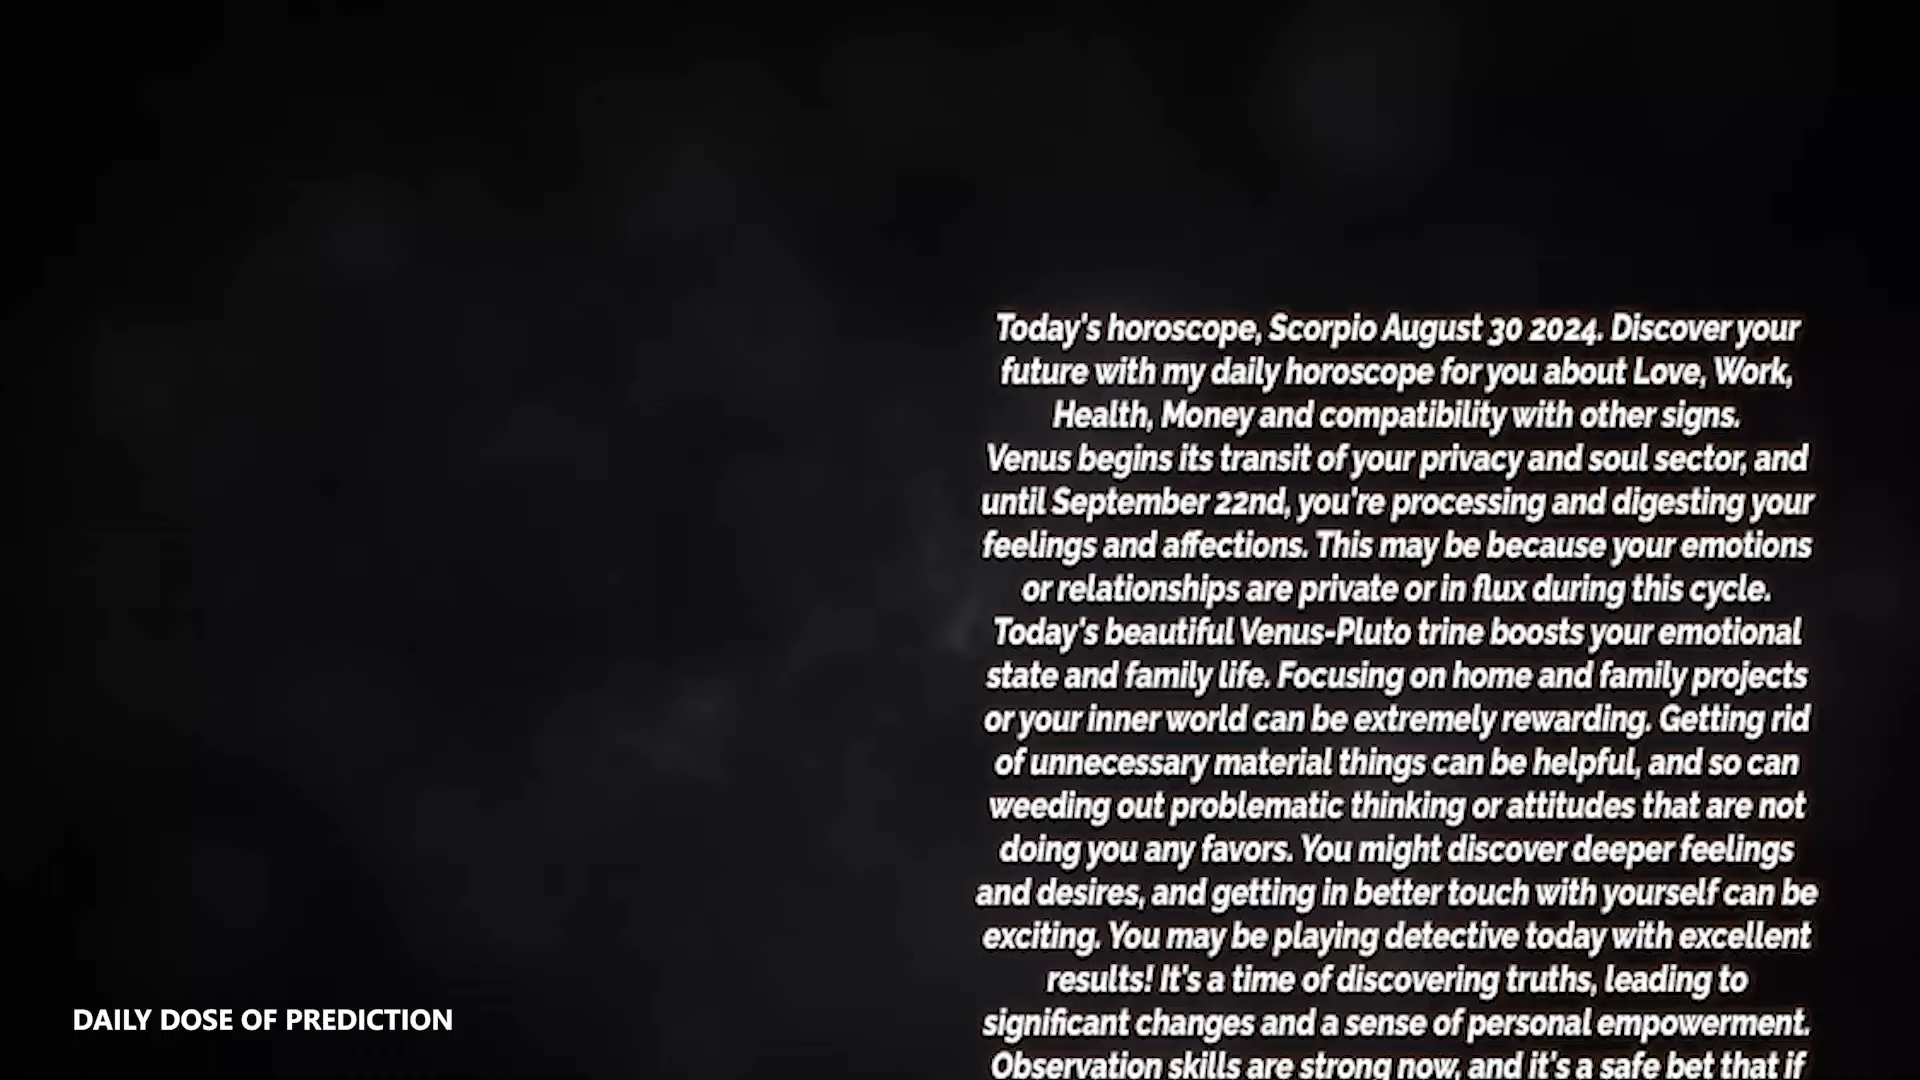 Today's horoscope, Scorpio August 30 2024. Discover your
future with my daily horoscope for you about Love, Work,
Health, Money and compatibility with other signs.
Venus begins its transit of your privacy and soul sector, and
until September 22nd, you're processing and digesting your
feelings and affections. This may be because your emotions
or relationships are private or in flux during this cycle.
Today's beautiful Venus-Pluto trine boosts your emotional
state and family life. Focusing on home and family projects
or your inner world can be extremely rewarding. Getting rid
of unnecessary material things can be helpful, and so can
weeding out problematic thinking or attitudes that are not
doing you any favors. You might discover deeper feelings
and desires, and getting in better touch with yourself can be
exciting. You may be playing detective today with excellent
results! It's a time of discovering truths, leading to
significant changes and a sense of personal empowerment.
Observation skills are strong now, and it's a safe bet that if
DAILY DOSE OF PREDICTION